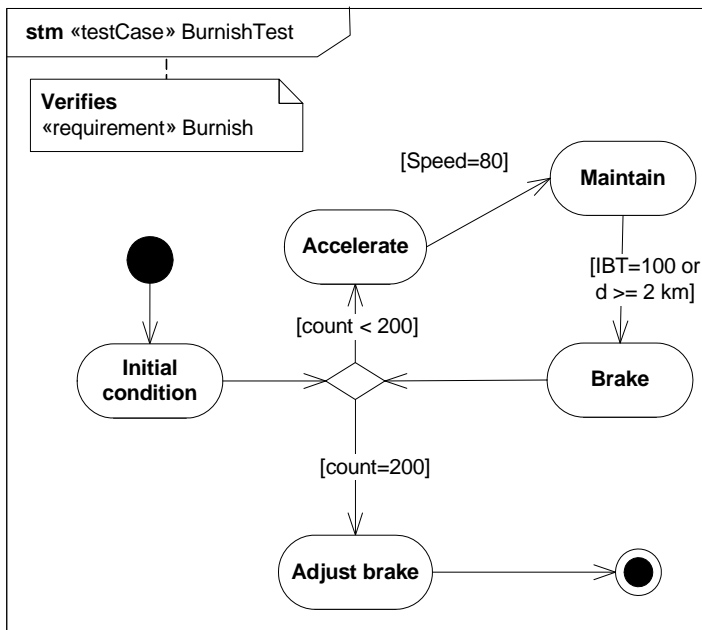 stm «testCase» BurnishTest
Verifies
«requirement» Burnish
[Speed=80]
Maintain
Accelerate
[IBT=100 or
d >= 2 km]
[count < 200]
Initial
condition
Brake
[count=200]
Adjust brake